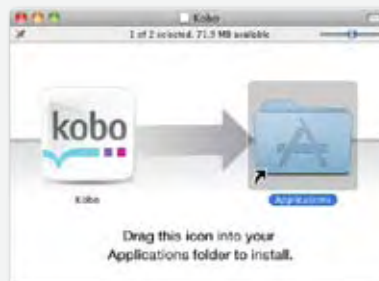 Kobo
1 of 2 selected, 71.9 MB available
kobo
Kobo
Applications
Drag this icon into your
Applications folder to install.